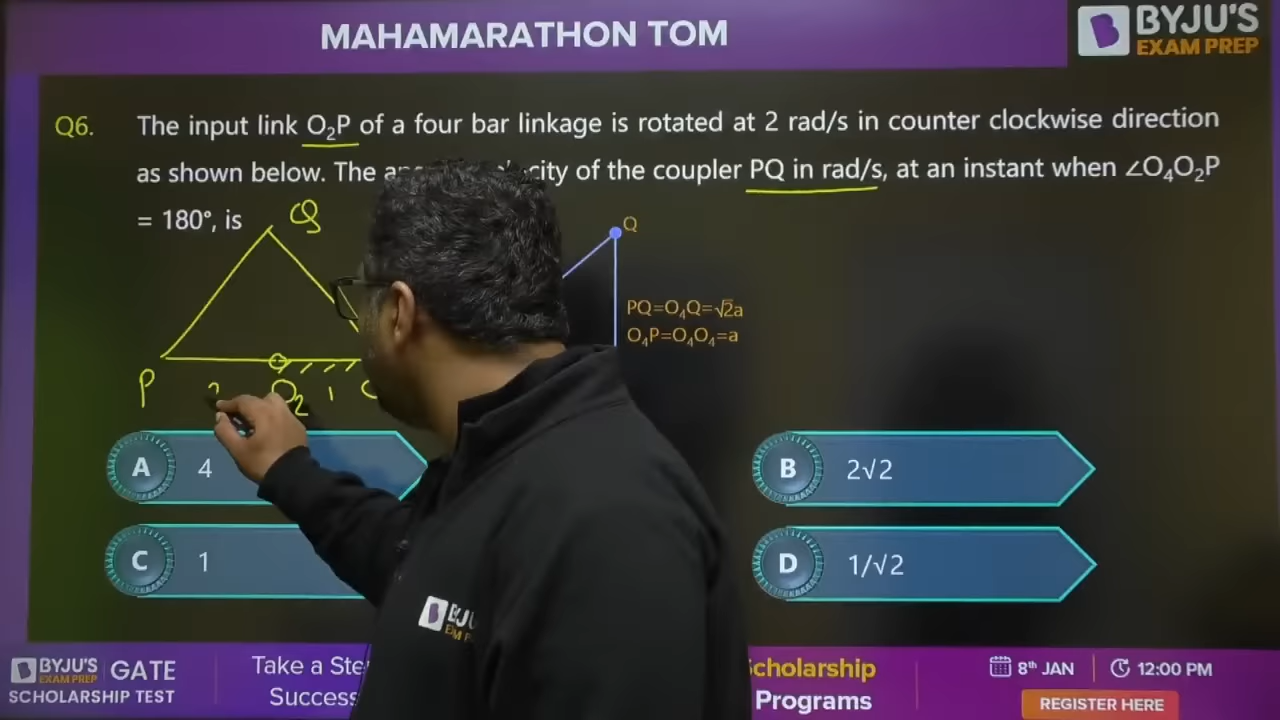 MAHAMARATHON TOM
BYJU'S
EXAM PREP
Q6. The input link O₂P of a four bar linkage is rotated at 2 rad/s in counter clockwise direction
as shown below. The of the coupler PQ in rad/s, at an instant when ∠O₄O₂P
= 180°, is
Q
Q
PQ=O₄Q=√2a
O₄P=O₄O₄=a
P O₂ 1
A 4
B 2√2
C 1
D 1/√2
BYJU'S EXAM PREP GATE
SCHOLARSHIP TEST
Take a
Success
Scholarship
Programs
8th JAN 12:00 PM
REGISTER HERE